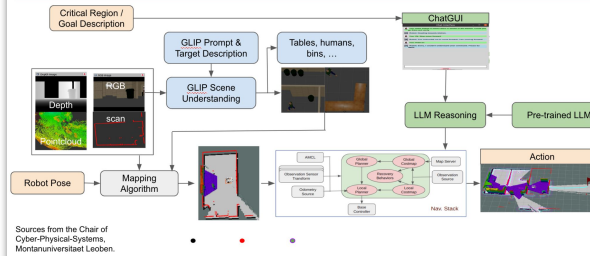 Critical Region /
Goal Description
ChatGUI
GLIP Prompt &
Target Description
Tables, humans,
bins, …
Depth
RGB
GLIP Scene
Understanding
Pointcloud
scan
LLM Reasoning
Pre-trained LLM
Robot Pose
Mapping
Algorithm
AMCL
Observation Sensor
Transform
Odometry
Source
Global
Planner
Global
Costmap
Recovery
Behaviors
Local
Planner
Local
Costmap
Map Server
Observation
Source
Base
Controller
Nav. Stack
Action
Sources from the Chair of
Cyber-Physical-Systems,
Montanuniversitaet Leoben.